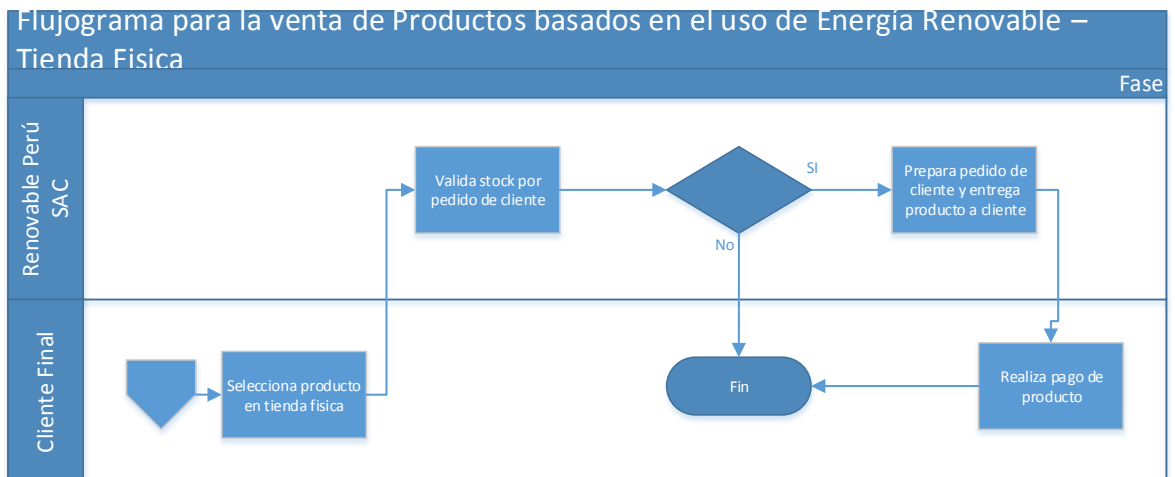 Flujograma para la venta de Productos basados en el uso de Energía Renovable –
Tienda Fisica
Fase
Renovable Perú
SAC
Valida stock por
pedido de cliente
SI
Prepara pedido de
cliente y entrega
producto a cliente
No
Cliente Final
Selecciona producto
en tienda fisica
Fin
Realiza pago de
producto